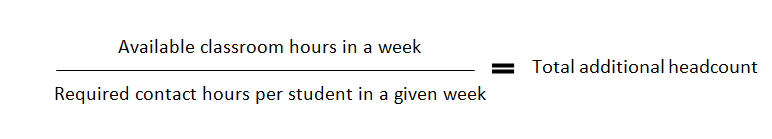 Available classroom hours in a week
= Total additional headcount
Required contact hours per student in a given week